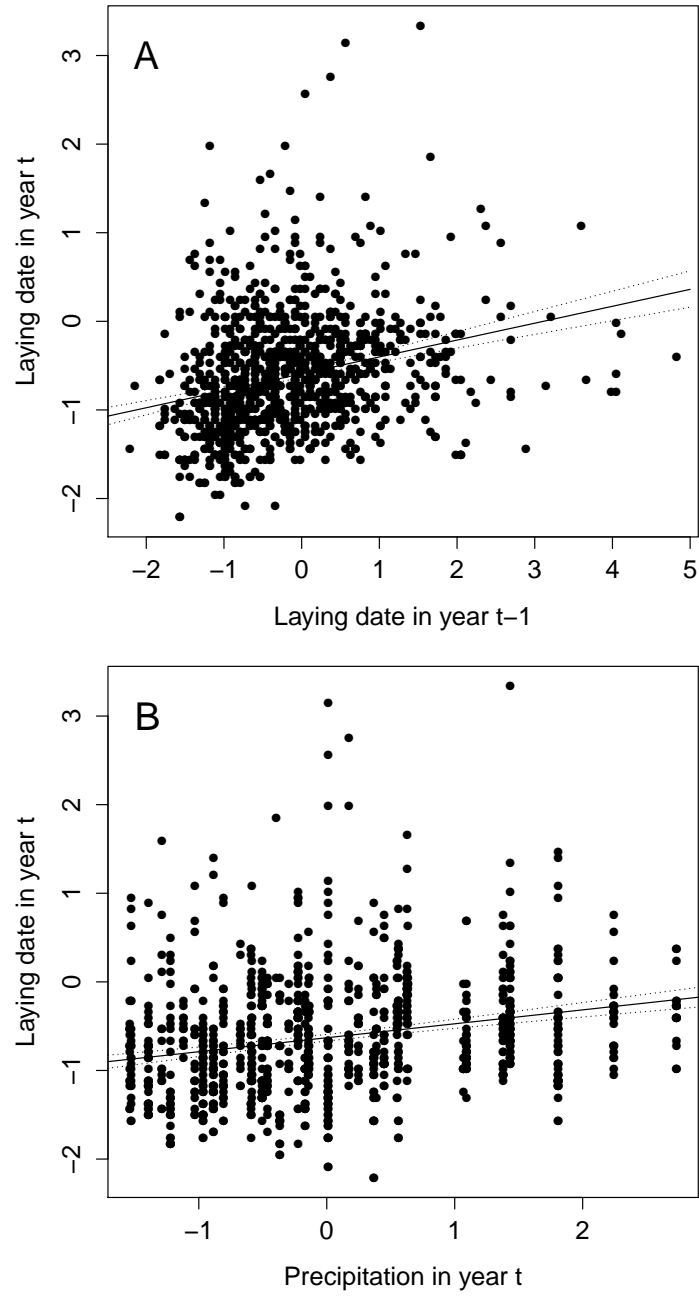 A
Laying date in year t
3
2
1
0
−1
−2
−2 −1 0 1 2 3 4 5
Laying date in year t−1
B
Laying date in year t
3
2
1
0
−1
−2
−1 0 1 2
Precipitation in year t